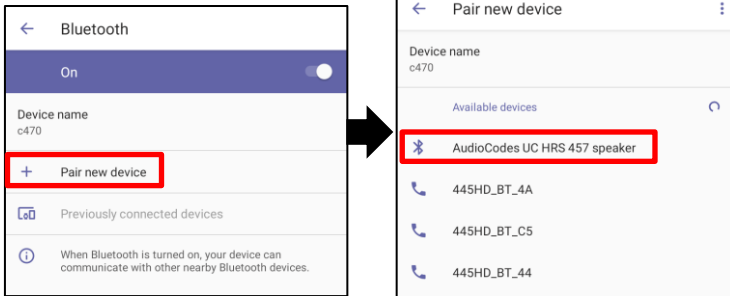 Bluetooth
On
Device name
c470
Pair new device
Previously connected devices
When Bluetooth is turned on, your device can
communicate with other nearby Bluetooth devices.
Pair new device
Device name
c470
Available devices
AudioCodes UC HRS 457 speaker
445HD_BT_4A
445HD_BT_C5
445HD_BT_44